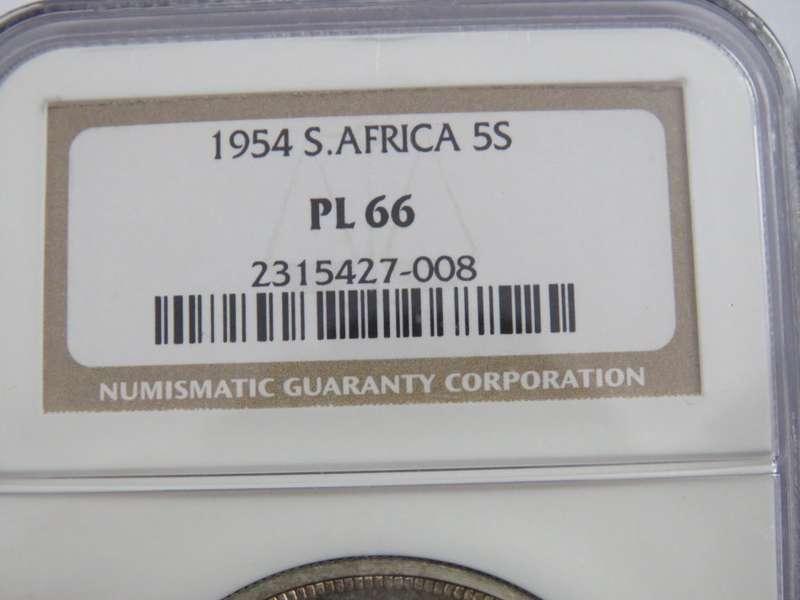 1954 S.AFRICA 5S
PL 66
2315427-008
NUMISMATIC GUARANTY CORPORATION